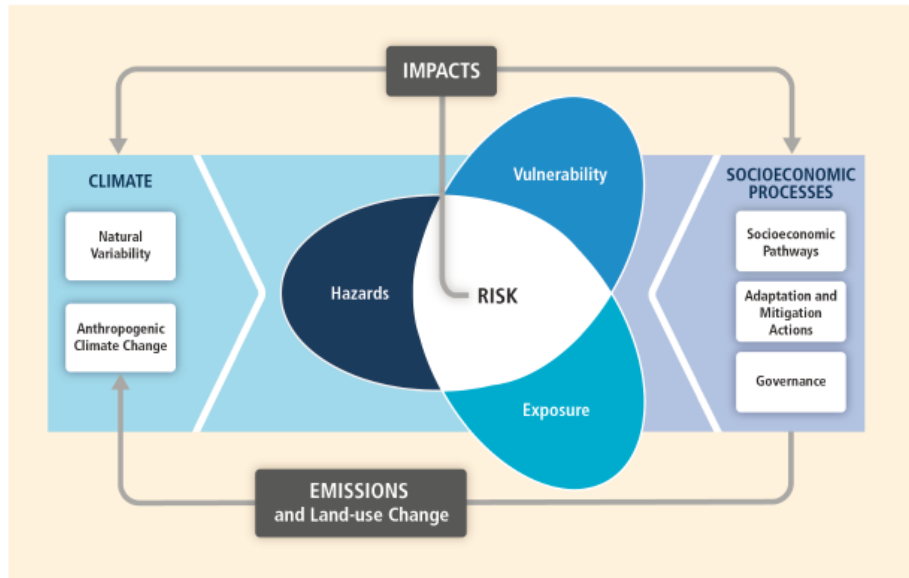 IMPACTS
CLIMATE
Natural
Variability
Anthropogenic
Climate Change
Vulnerability
Hazards
RISK
Exposure
SOCIOECONOMIC
PROCESSES
Socioeconomic
Pathways
Adaptation and
Mitigation
Actions
Governance
EMISSIONS
and Land-use Change